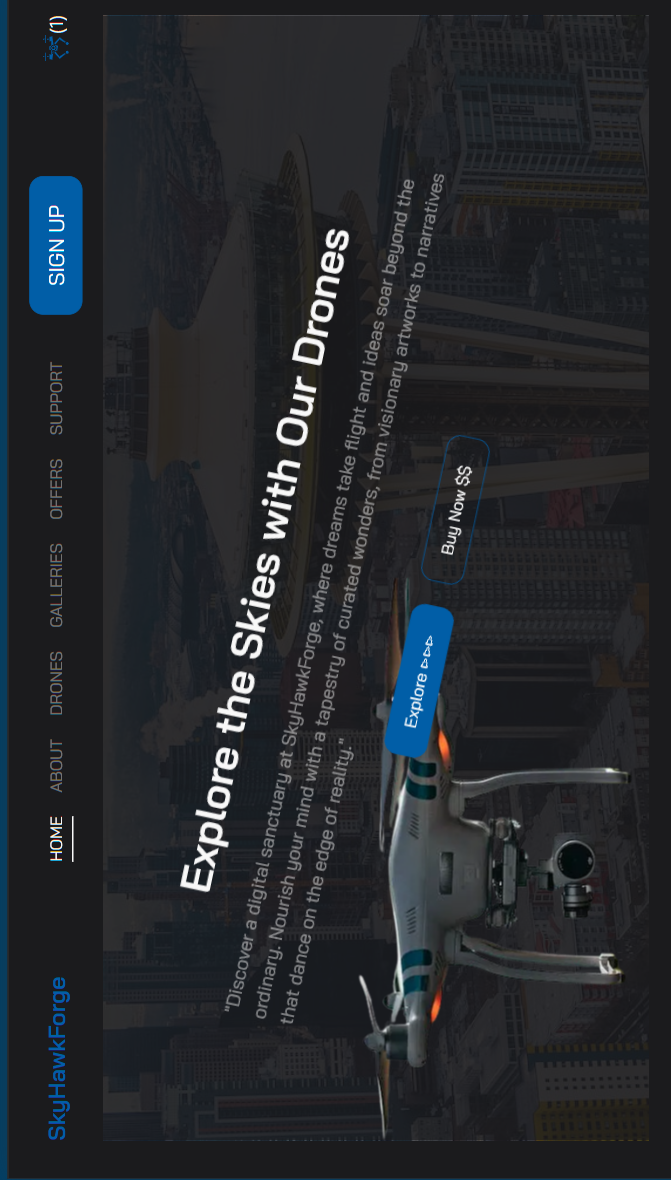 SkyHawkForge
HOME
ABOUT
DRONES
GALLERIES
OFFERS
SUPPORT
SIGN UP
(1)
Explore the Skies with Our Drones
"Discover a digital sanctuary at SkyHawkForge, where dreams take flight and ideas soar beyond the
ordinary. Nourish your mind with a tapestry of curated wonders, from visionary artworks to narratives
that dance on the edge of reality."
Explore ▷▷▷
Buy Now $$